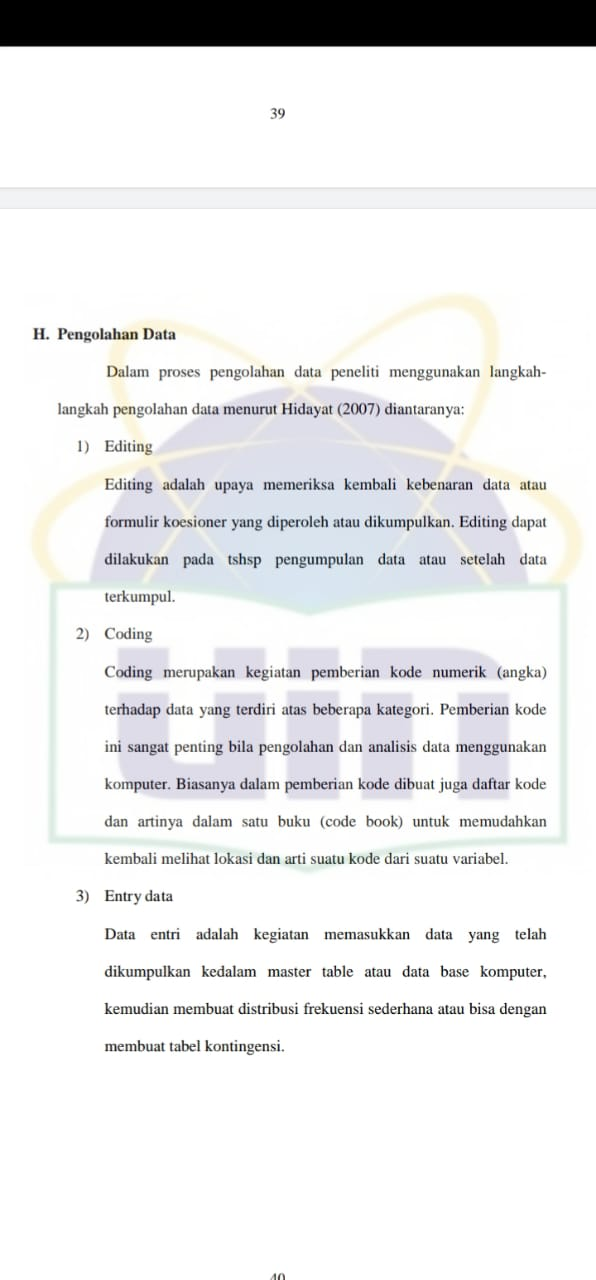 39
H. Pengolahan Data
Dalam proses pengolahan data peneliti menggunakan langkah-
langkah pengolahan data menurut Hidayat (2007) diantaranya:
1) Editing
Editing adalah upaya memeriksa kembali kebenaran data atau
formulir koesioner yang diperoleh atau dikumpulkan. Editing dapat
dilakukan pada tshsp pengumpulan data atau setelah data
terkumpul.
2) Coding
Coding merupakan kegiatan pemberian kode numerik (angka)
terhadap data yang terdiri atas beberapa kategori. Pemberian kode
ini sangat penting bila pengolahan dan analisis data menggunakan
komputer. Biasanya dalam pemberian kode dibuat juga daftar kode
dan artinya dalam satu buku (code book) untuk memudahkan
kembali melihat lokasi dan arti suatu kode dari suatu variabel.
3) Entry data
Data entri adalah kegiatan memasukkan data yang telah
dikumpulkan kedalam master table atau data base komputer,
kemudian membuat distribusi frekuensi sederhana atau bisa dengan
membuat tabel kontingensi.
40
uin